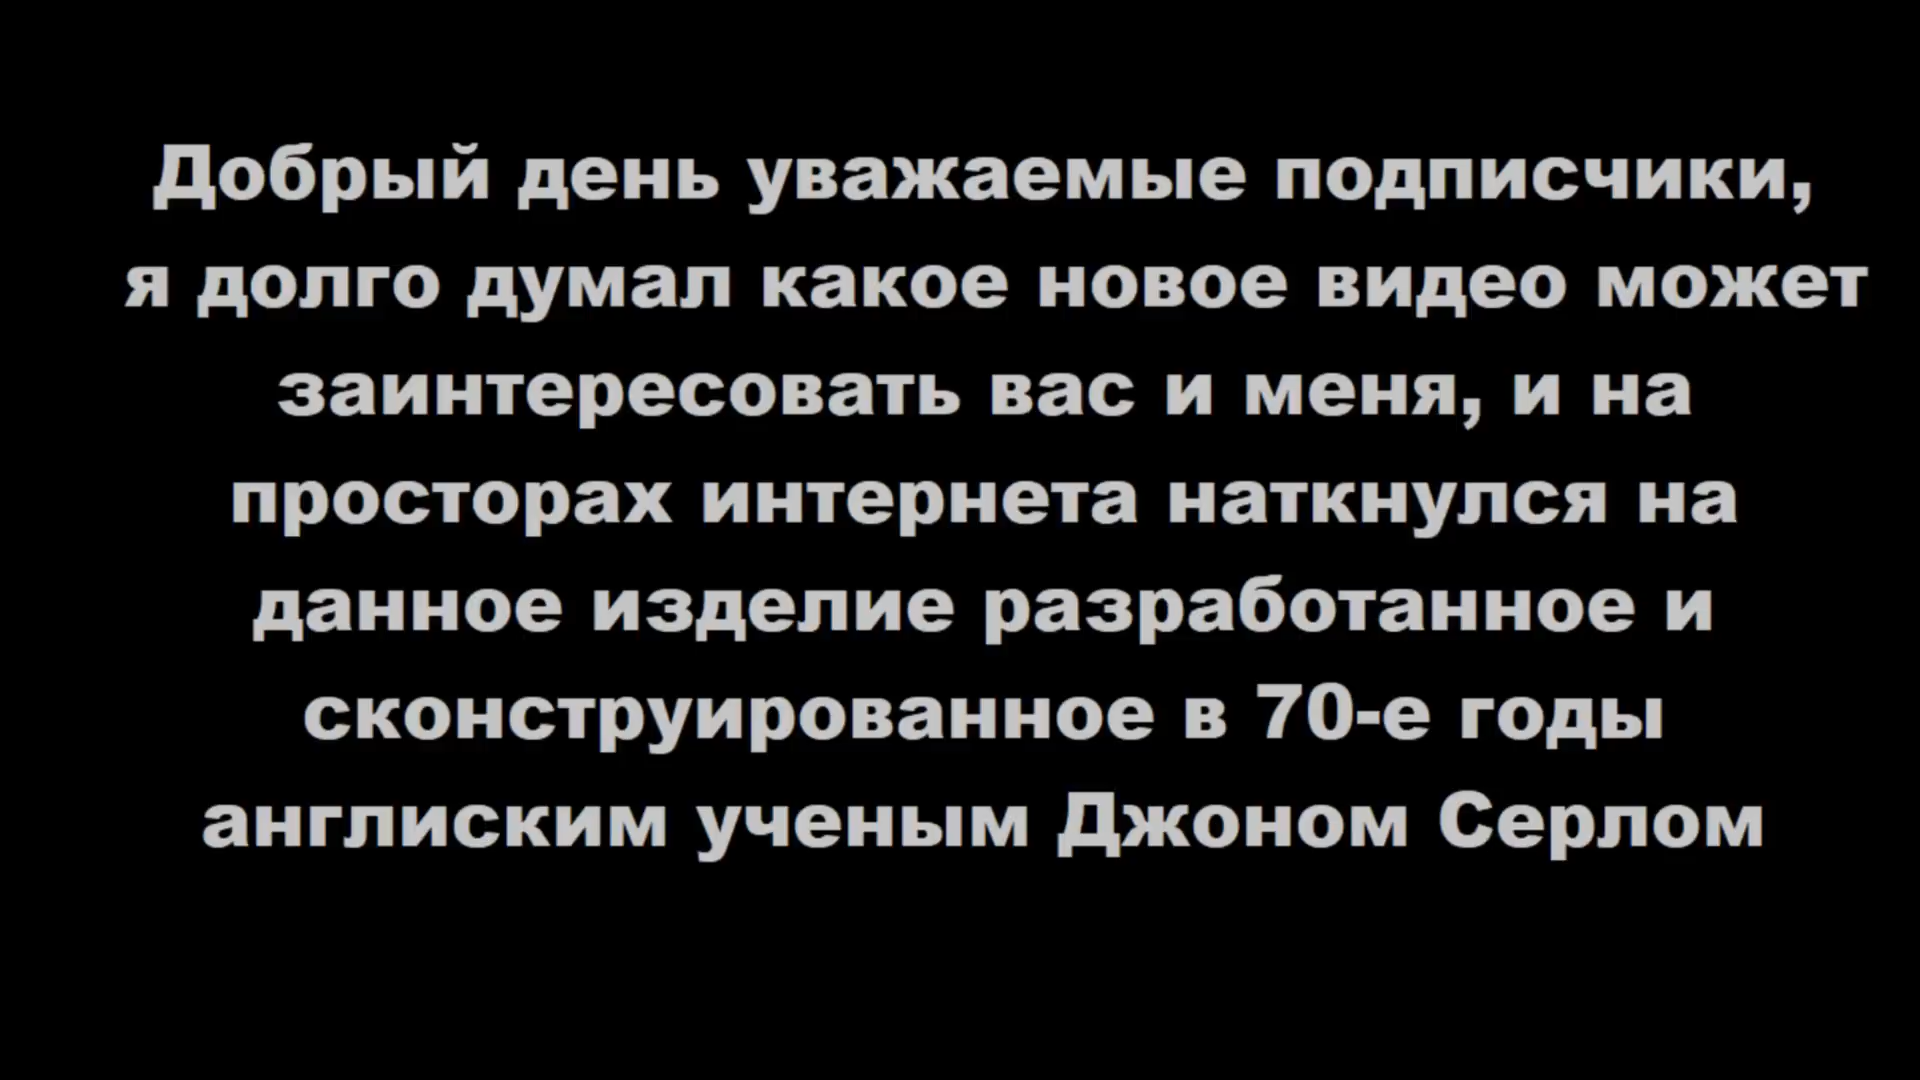 Добрый день уважаемые подписчики,
я долго думал какое новое видео может
заинтересовать вас и меня, и на
просторах интернета наткнулся на
данное изделие разработанное и
сконструированное в 70-е годы
англиским ученым Джоном Серлом